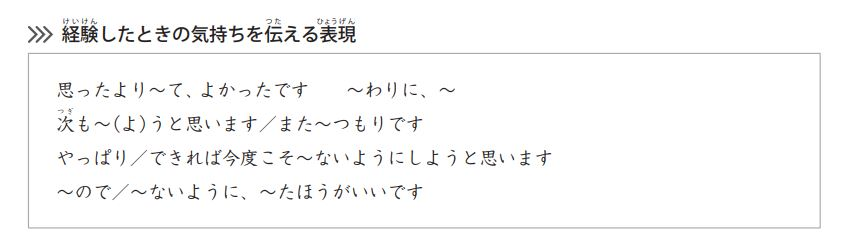 >>> 経験したときの気持ちを伝える表現
思ったより～て、よかったです　　～わりに、～
次も～（よ）うと思います／また～つもりです
やっぱり／できれば今度こそ～ないようにしようと思います
～ので／～ないように、～たほうがいいです